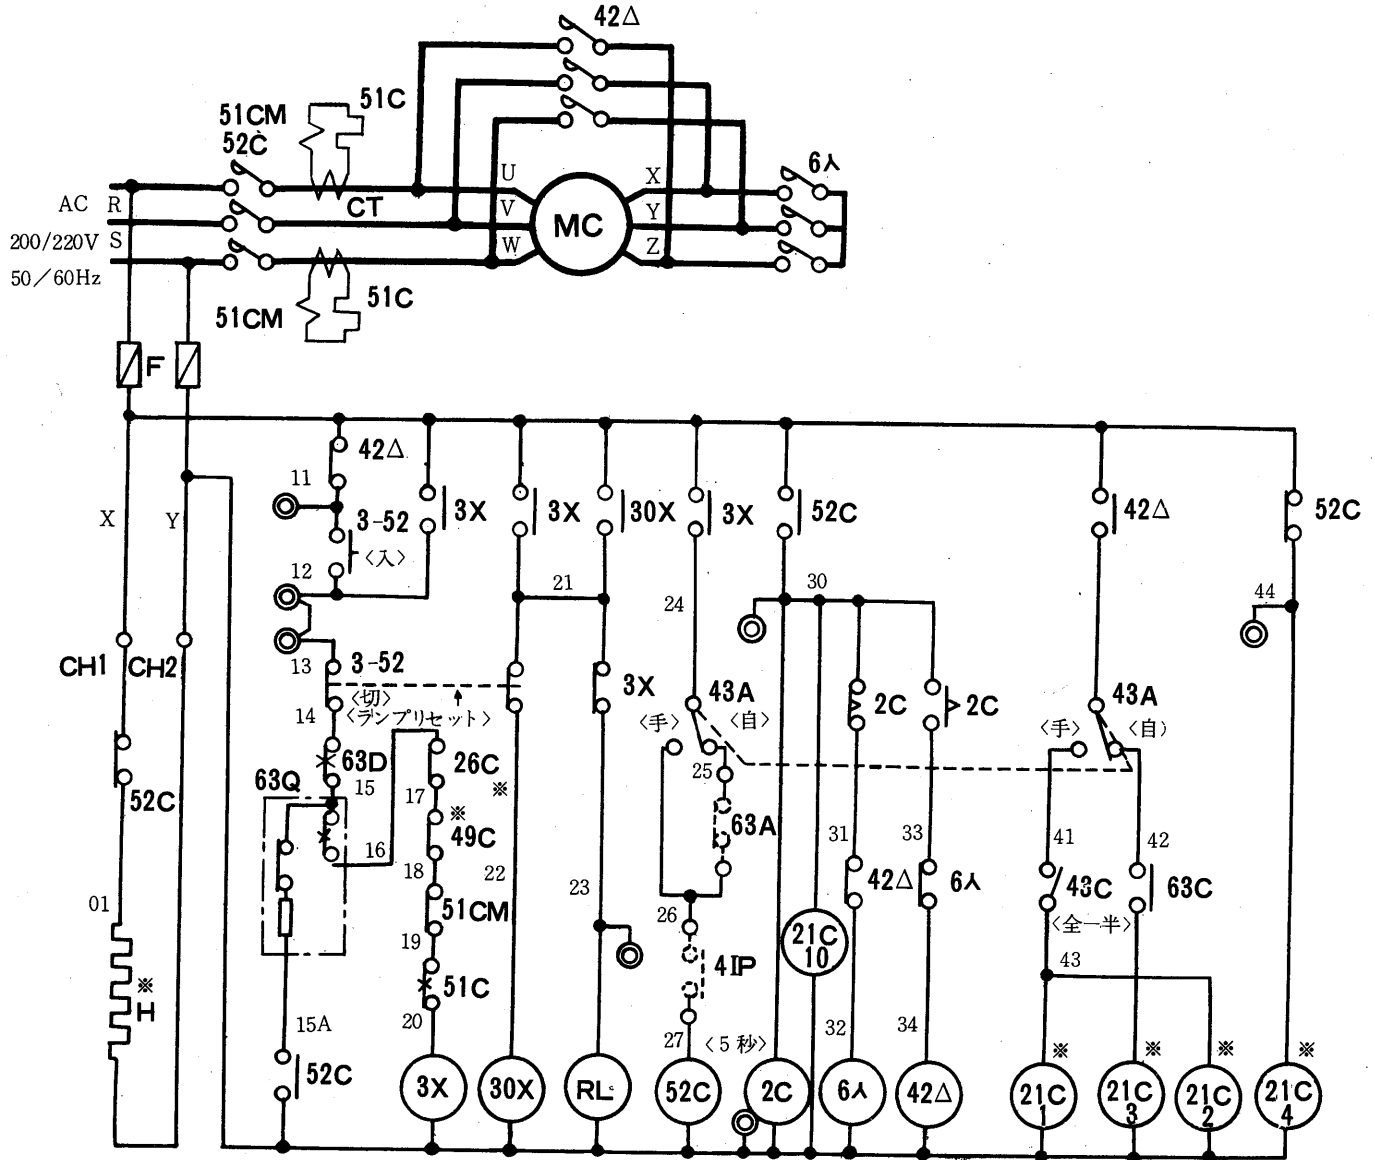 42Δ
51C
51CM
52C
6人
U
X
AC R
CT
V
MC
Y
200/220V S
W
Z
50/60Hz
51C
51CM
F
42Δ
11
3-52
3X
3X
30X
3X
52C
42Δ
52C
X
Y
〈入〉
12
21
30
44
24
CH1
CH2
13
3-52
3X
43A
43A
2C
2C
〈切〉
14
〈ランプリセット〉
〈手〉
〈自〉
〈手〉
〈自〉
63D
26C
25
63Q
15
17
※
52C
※
49C
63A
16
31
33
41
42
18
22
42Δ
6人
43C
63C
01
51CM
23
26
〈全一半〉
19
21C
10
43
41P
※
H
51C
15A
20
27
〈5秒〉
32
34
※
※
※
※
52C
3X
30X
RL
52C
2C
6人
42Δ
21C
1
21C
3
21C
2
21C
4